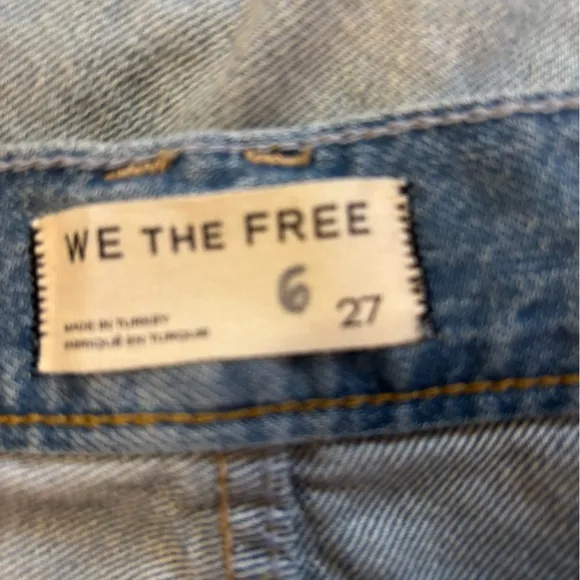 WE THE FREE
6
27
MADE IN TURKEY
FABRIQUÉ EN TURQUIE